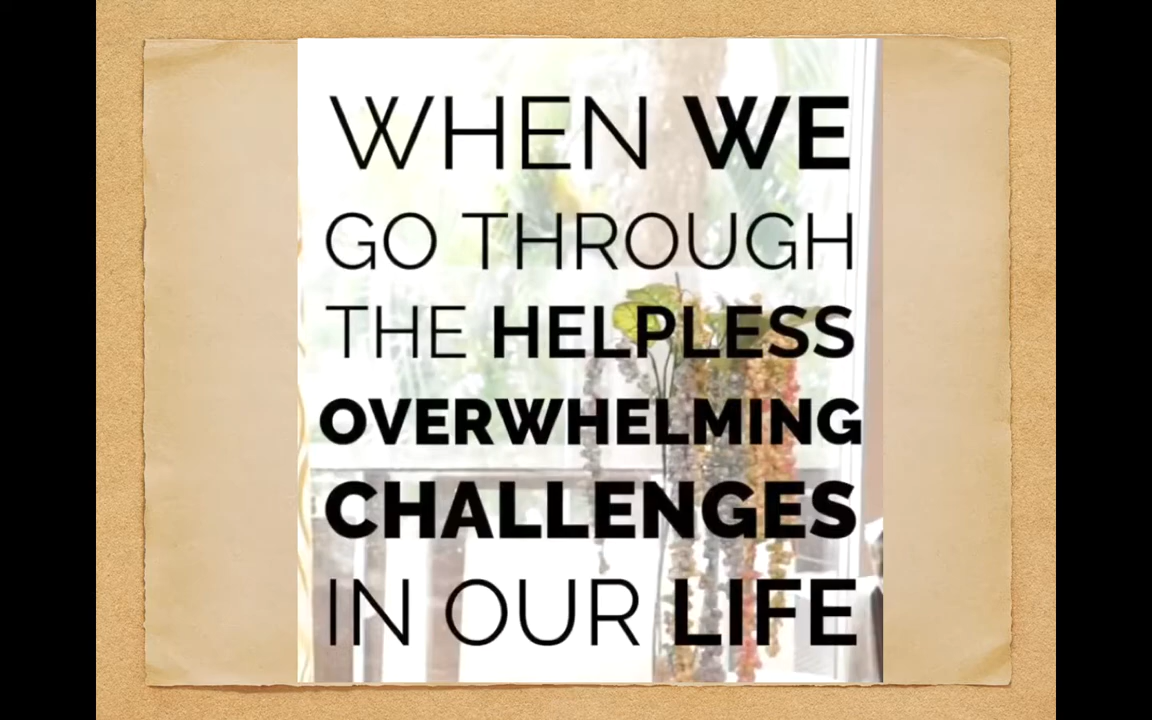 WHEN WE
GO THROUGH
THE HELPLESS
OVERWHELMING
CHALLENGES
IN OUR LIFE